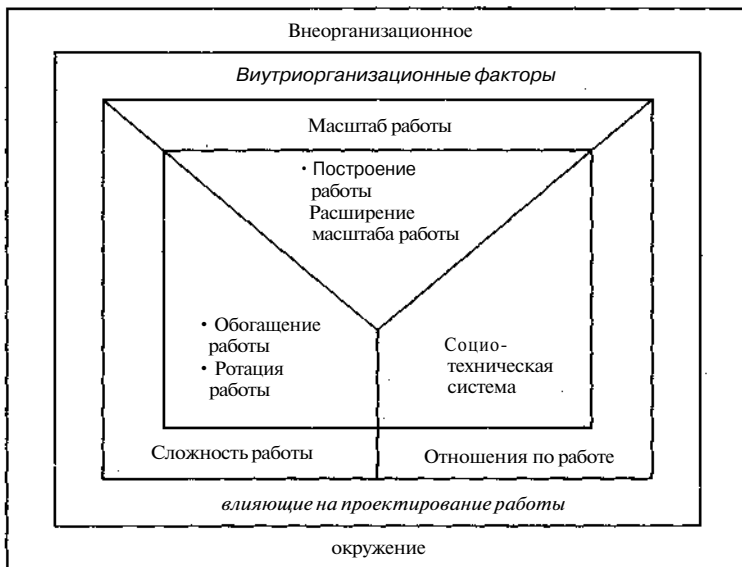 Внеорганизационное
Виутриорганизационные факторы
Масштаб работы
• Построение
работы
Расширение
масштаба работы
• Обогащение
работы
• Ротация
работы
Социо-
техническая
система
Сложность работы
Отношения по работе
влияющие на проектирование работы
окружение